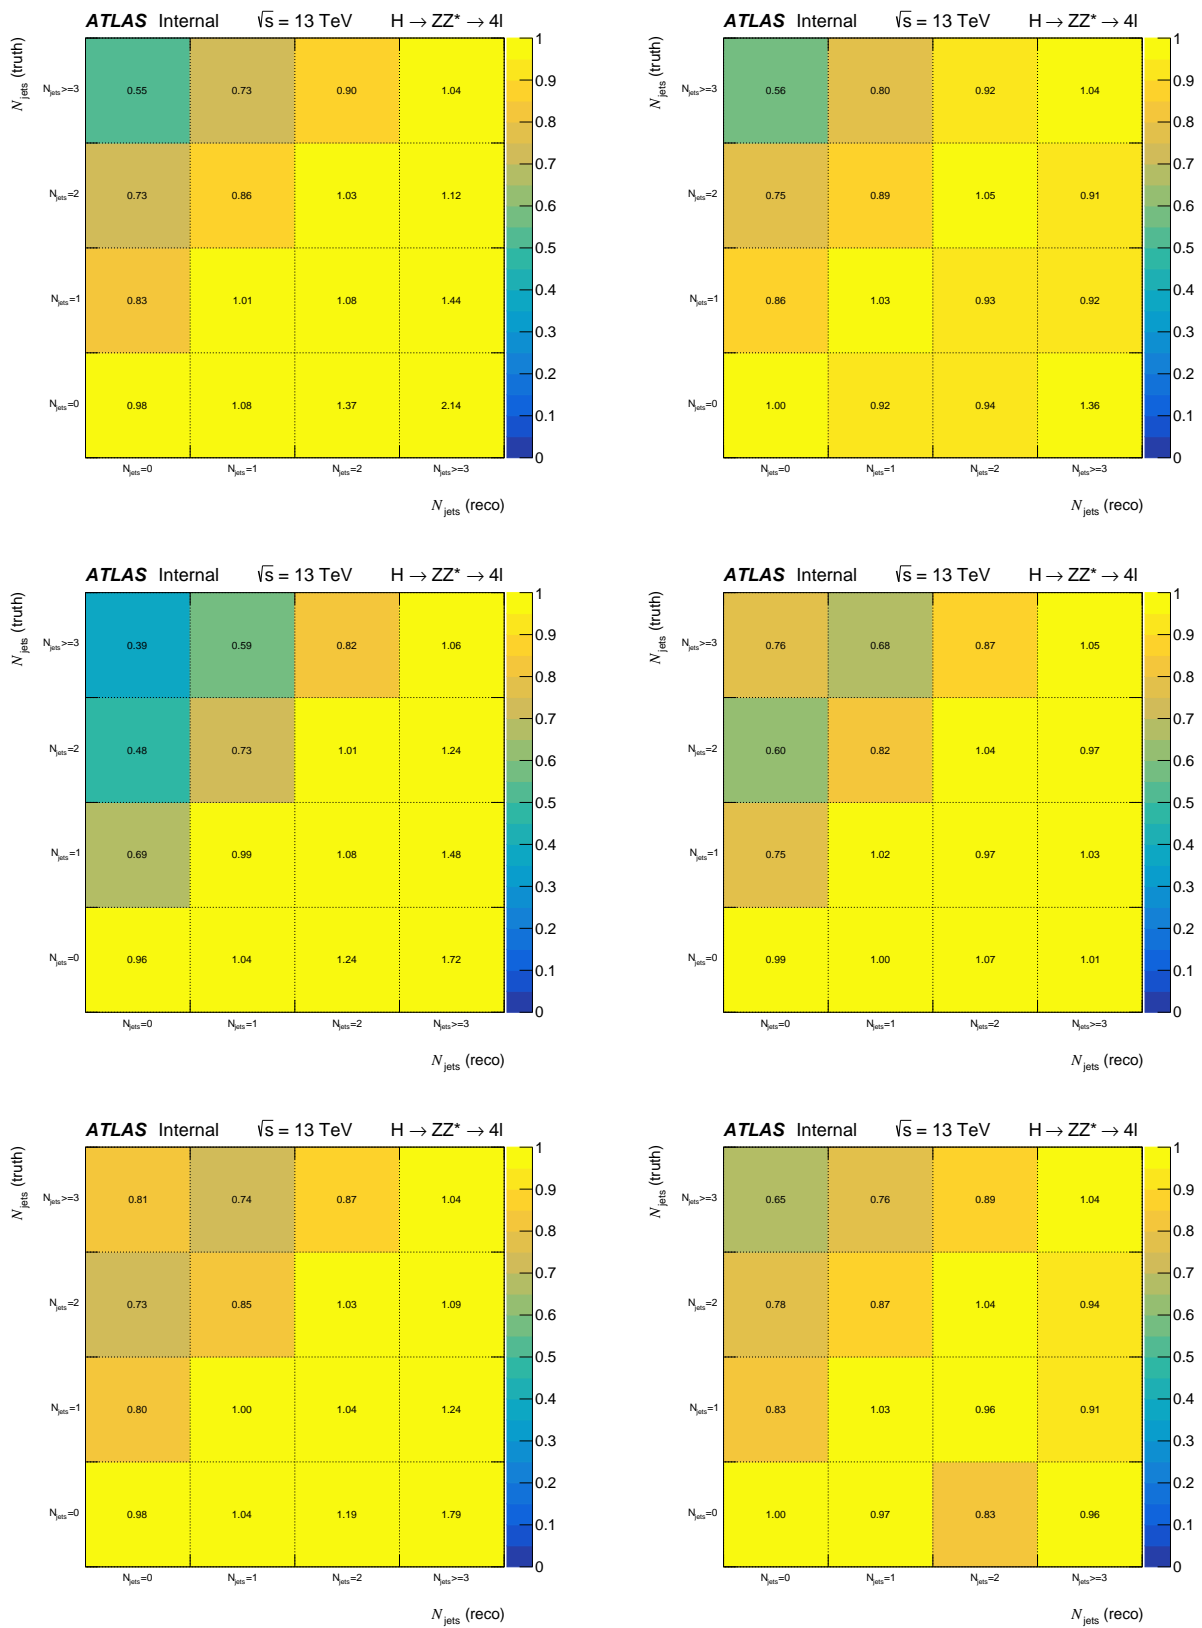 ATLAS Internal √s = 13 TeV H → ZZ* → 4l
N_jets (truth)
1
0.9
0.8
0.7
0.6
0.5
0.4
0.3
0.2
0.1
0
N_jets>=3 0.55 0.73 0.90 1.04
N_jets=2 0.73 0.86 1.03 1.12
N_jets=1 0.83 1.01 1.08 1.44
N_jets=0 0.98 1.08 1.37 2.14
N_jets=0 N_jets=1 N_jets=2 N_jets>=3
N_jets (reco)
ATLAS Internal √s = 13 TeV H → ZZ* → 4l
N_jets (truth)
1
0.9
0.8
0.7
0.6
0.5
0.4
0.3
0.2
0.1
0
N_jets>=3 0.56 0.80 0.92 1.04
N_jets=2 0.75 0.89 1.05 0.91
N_jets=1 0.86 1.03 0.93 0.92
N_jets=0 1.00 0.92 0.94 1.36
N_jets=0 N_jets=1 N_jets=2 N_jets>=3
N_jets (reco)
ATLAS Internal √s = 13 TeV H → ZZ* → 4l
N_jets (truth)
1
0.9
0.8
0.7
0.6
0.5
0.4
0.3
0.2
0.1
0
N_jets>=3 0.39 0.59 0.82 1.06
N_jets=2 0.48 0.73 1.01 1.24
N_jets=1 0.69 0.99 1.08 1.48
N_jets=0 0.96 1.04 1.24 1.72
N_jets=0 N_jets=1 N_jets=2 N_jets>=3
N_jets (reco)
ATLAS Internal √s = 13 TeV H → ZZ* → 4l
N_jets (truth)
1
0.9
0.8
0.7
0.6
0.5
0.4
0.3
0.2
0.1
0
N_jets>=3 0.76 0.68 0.87 1.05
N_jets=2 0.60 0.82 1.04 0.97
N_jets=1 0.75 1.02 0.97 1.03
N_jets=0 0.99 1.00 1.07 1.01
N_jets=0 N_jets=1 N_jets=2 N_jets>=3
N_jets (reco)
ATLAS Internal √s = 13 TeV H → ZZ* → 4l
N_jets (truth)
1
0.9
0.8
0.7
0.6
0.5
0.4
0.3
0.2
0.1
0
N_jets>=3 0.81 0.74 0.87 1.04
N_jets=2 0.73 0.85 1.03 1.09
N_jets=1 0.80 1.00 1.04 1.24
N_jets=0 0.98 1.04 1.19 1.79
N_jets=0 N_jets=1 N_jets=2 N_jets>=3
N_jets (reco)
ATLAS Internal √s = 13 TeV H → ZZ* → 4l
N_jets (truth)
1
0.9
0.8
0.7
0.6
0.5
0.4
0.3
0.2
0.1
0
N_jets>=3 0.65 0.76 0.89 1.04
N_jets=2 0.78 0.87 1.04 0.94
N_jets=1 0.83 1.03 0.96 0.91
N_jets=0 1.00 0.97 0.83 0.96
N_jets=0 N_jets=1 N_jets=2 N_jets>=3
N_jets (reco)